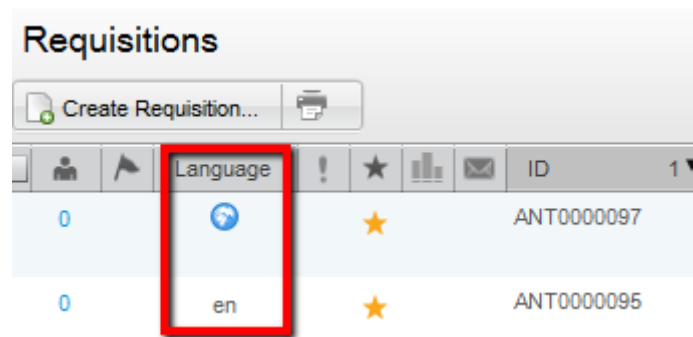 Requisitions
Create Requisition...
Language ID 1
0 ANT0000097
0 en ANT0000095